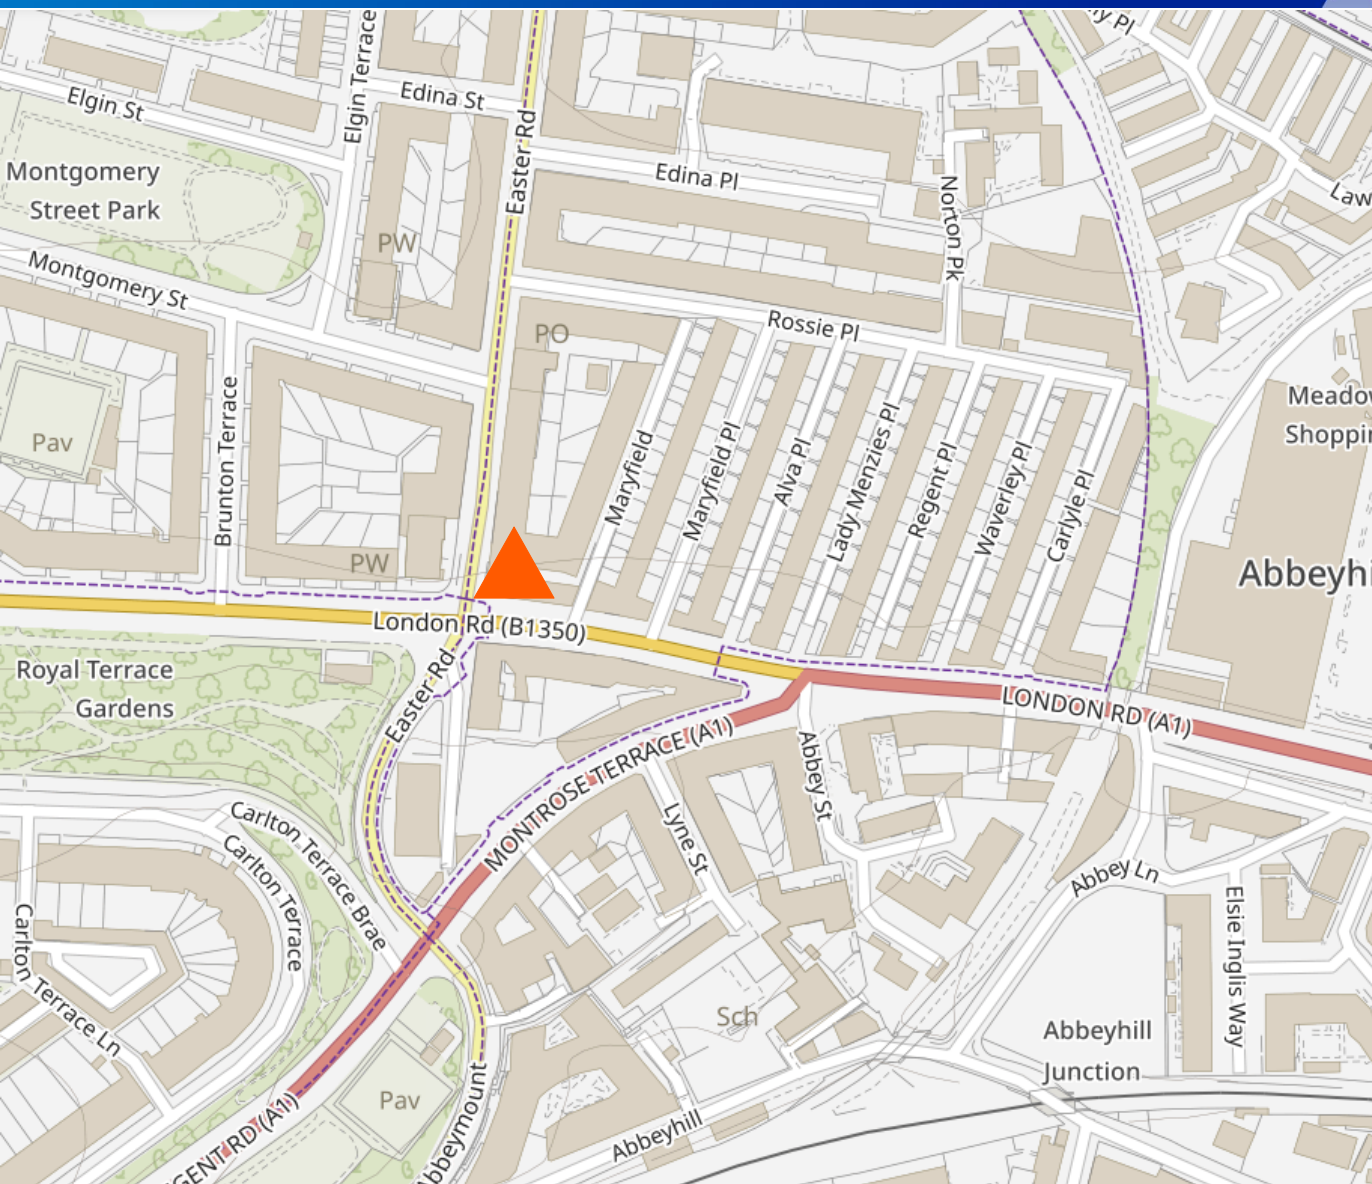 ly Pl
Elgin Terrace
Elgin St
Edina St
Easter Rd
Montgomery
Street Park
Edina Pl
Norton Pk
Law
PW
Montgomery St
Rossie Pl
PO
Meadow
Shoppin
Brunton Terrace
Pav
Maryfield
Maryfield Pl
Alva Pl
Lady Menzies Pl
Regent Pl
Waverley Pl
Carlyle Pl
PW
Abbeyhi
London Rd (B1350)
Royal Terrace
Gardens
Easter Rd
LONDON RD (A1)
MONTROSE TERRACE (A1)
Abbey St
Lyne St
Carlton Terrace Brae
Carlton Terrace
Abbey Ln
Elsie Inglis Way
Carlton Terrace Ln
Sch
Abbeyhill
Junction
Pav
Abbeymount
Abbeyhill
GENT RD (A1)